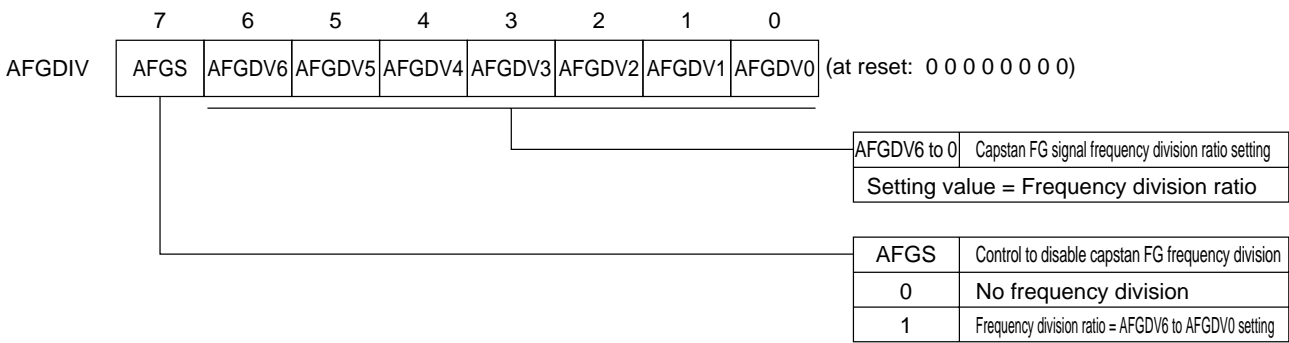 7 6 5 4 3 2 1 0
AFGDIV AFGS AFGDV6 AFGDV5 AFGDV4 AFGDV3 AFGDV2 AFGDV1 AFGDV0 (at reset: 0 0 0 0 0 0 0 0)
AFGDV6 to 0 Capstan FG signal frequency division ratio setting
Setting value = Frequency division ratio
AFGS Control to disable capstan FG frequency division
0 No frequency division
1 Frequency division ratio = AFGDV6 to AFGDV0 setting